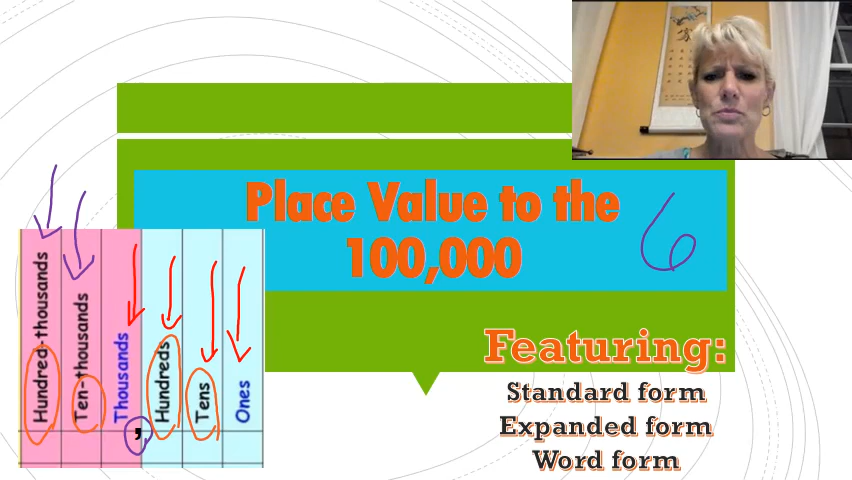 Place Value to the
100,000
6
Hundred-thousands
Ten-thousands
Thousands
,
Hundreds
Tens
Ones
Featuring:
Standard form
Expanded form
Word form